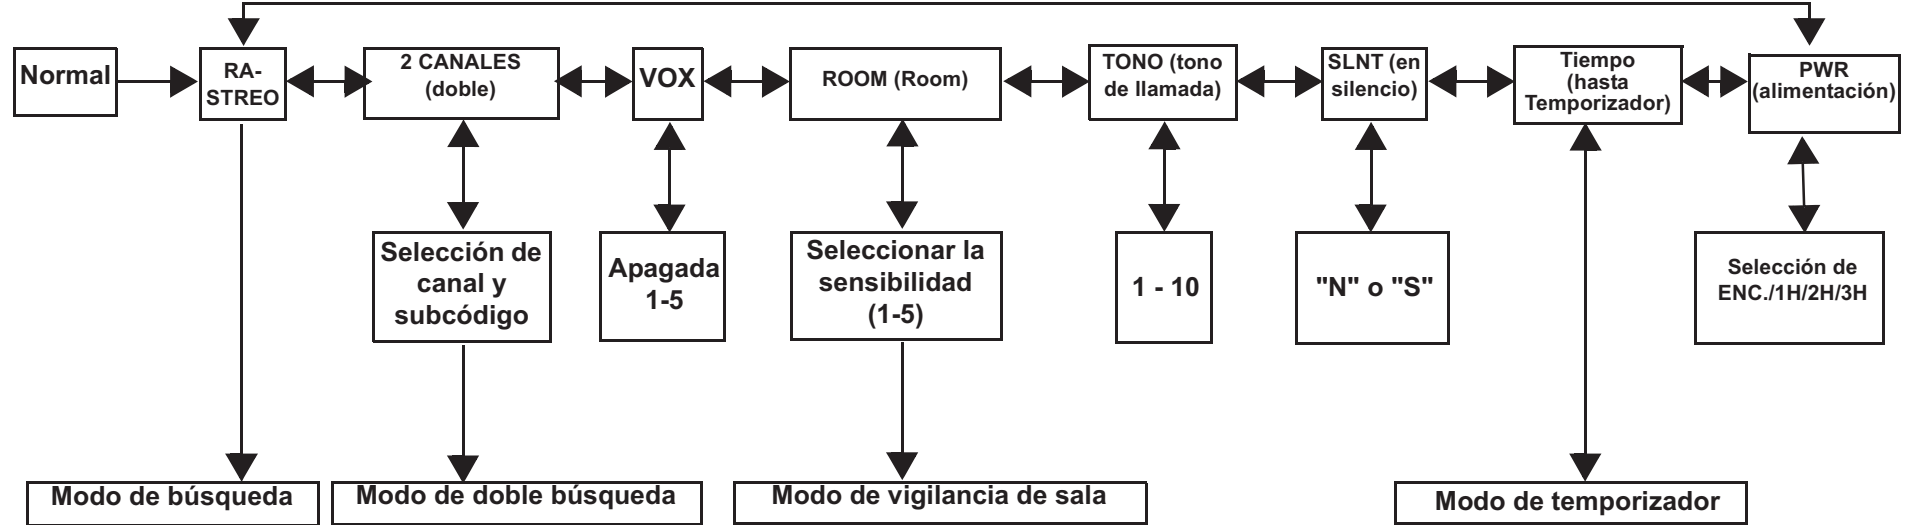 Normal
RA-
STREO
2 CANALES
(doble)
VOX
ROOM (Room)
TONO (tono
de llamada)
SLNT (en
silencio)
Tiempo
(hasta
Temporizador)
PWR
(alimentación)
Selección de
canal y
subcódigo
Apagada
1-5
Seleccionar la
sensibilidad
(1-5)
1 - 10
"N" o "S"
Selección de
ENC./1H/2H/3H
Modo de búsqueda
Modo de doble búsqueda
Modo de vigilancia de sala
Modo de temporizador